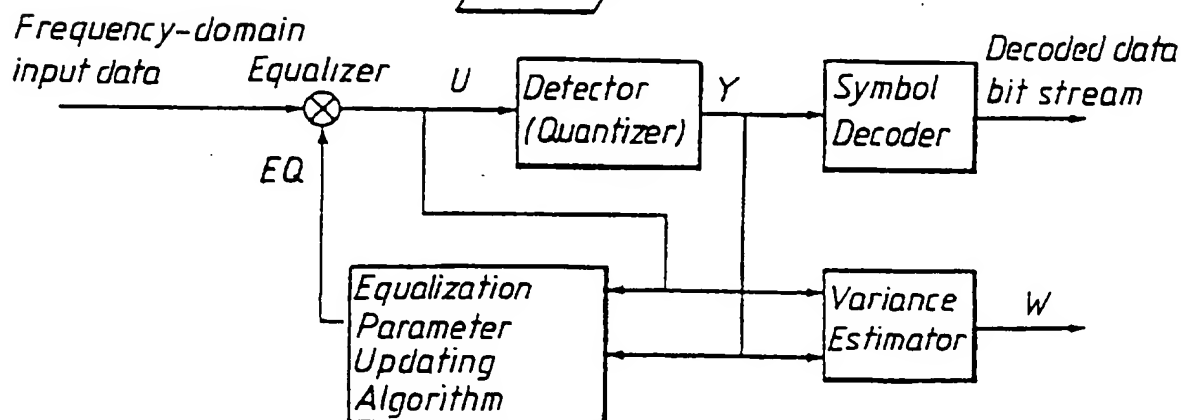 Frequency-domain
input data
Equalizer
U
Detector
(Quantizer)
Y
Symbol
Decoder
Decoded data
bit stream
EQ
Equalization
Parameter
Updating
Algorithm
Variance
Estimator
W